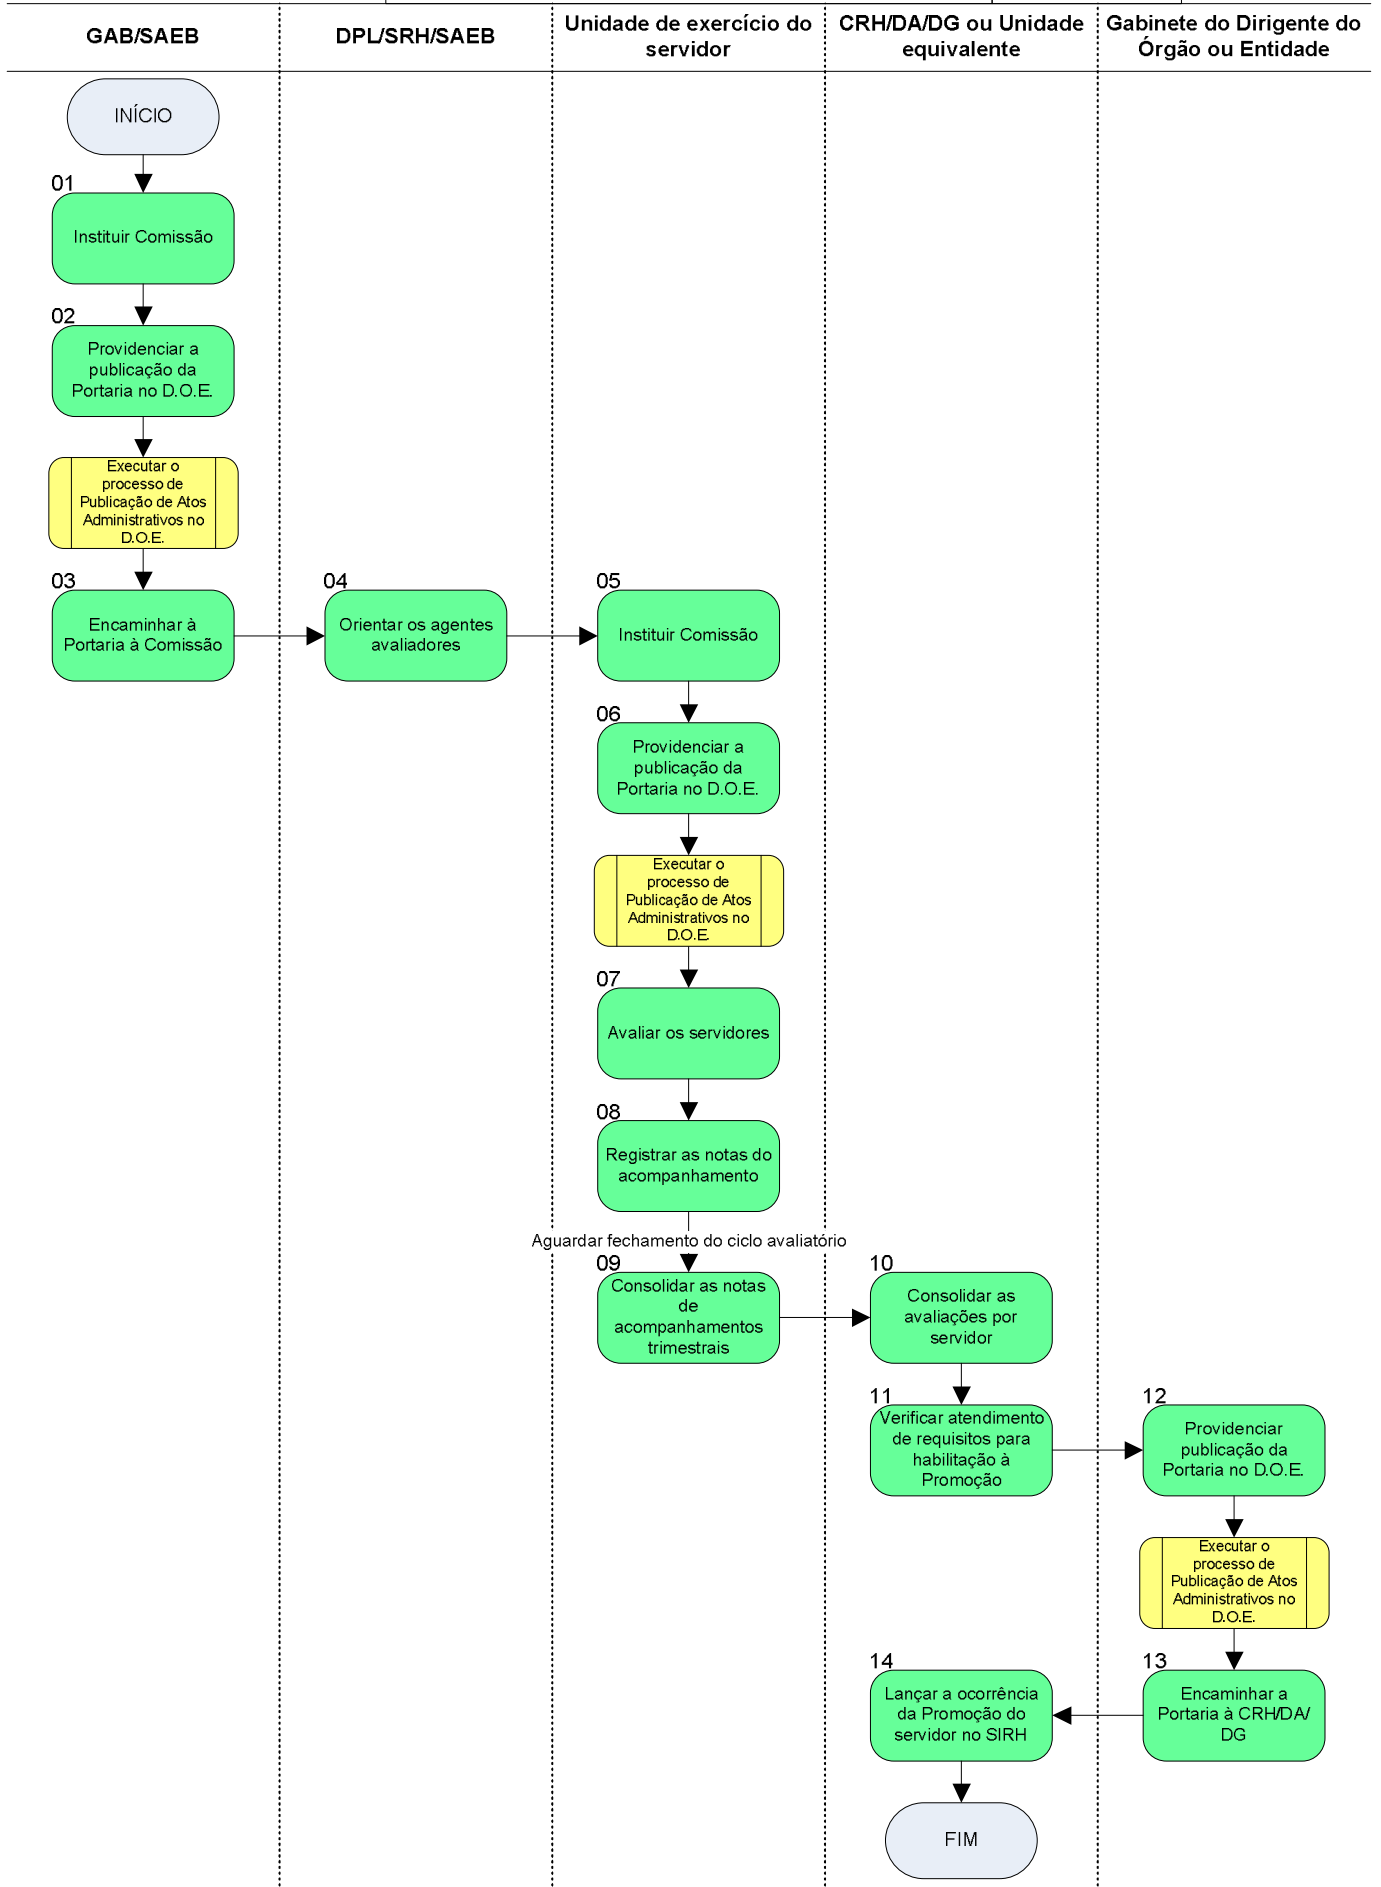 GAB/SAEB
DPL/SRH/SAEB
Unidade de exercício do
servidor
CRH/DA/DG ou Unidade
equivalente
Gabinete do Dirigente do
Órgão ou Entidade
INÍCIO
01
Instituir Comissão
02
Providenciar a
publicação da
Portaria no D.O.E.
Executar o
processo de
Publicação de Atos
Administrativos no
D.O.E.
03
Encaminhar à
Portaria à Comissão
04
Orientar os agentes
avaliadores
05
Instituir Comissão
06
Providenciar a
publicação da
Portaria no D.O.E.
Executar o
processo de
Publicação de Atos
Administrativos no
D.O.E.
07
Avaliar os servidores
08
Registrar as notas do
acompanhamento
Aguardar fechamento do ciclo avaliatório
09
Consolidar as notas
de
acompanhamentos
trimestrais
10
Consolidar as
avaliações por
servidor
11
Verificar atendimento
de requisitos para
habilitação à
Promoção
12
Providenciar
publicação da
Portaria no D.O.E.
Executar o
processo de
Publicação de Atos
Administrativos no
D.O.E.
13
Encaminhar a
Portaria à CRH/DA/
DG
14
Lançar a ocorrência
da Promoção do
servidor no SIRH
FIM